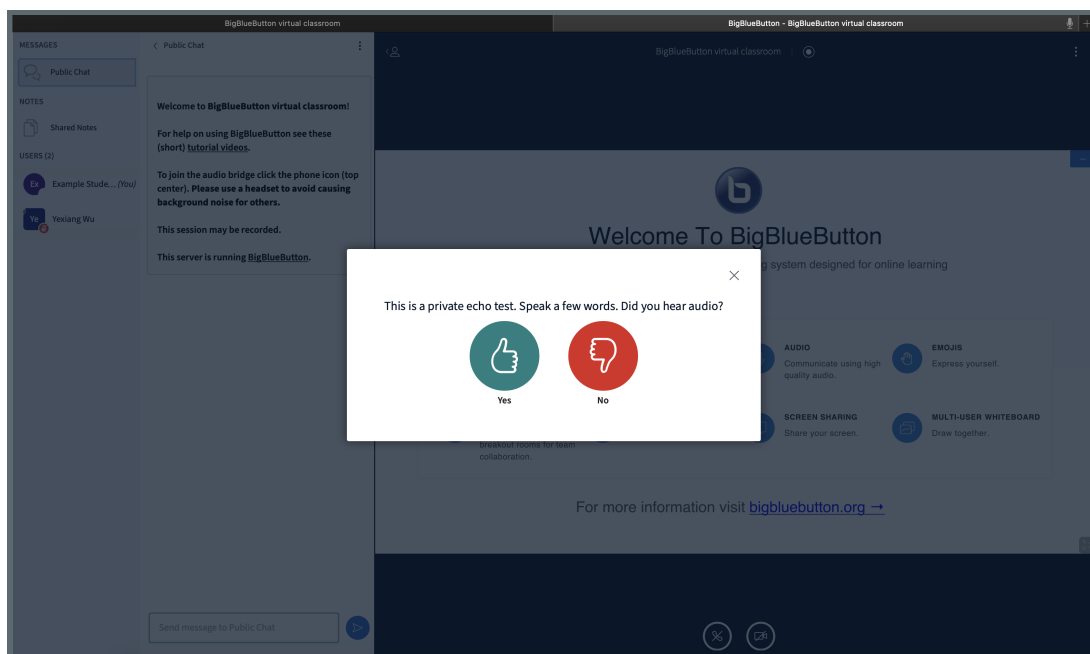 BigBlueButton virtual classroom
BigBlueButton - BigBlueButton virtual classroom
MESSAGES
Public Chat
NOTES
Shared Notes
USERS (2)
Ex
Example Stude... (You)
Ye
Yexiang Wu
Public Chat
Welcome to BigBlueButton virtual classroom!
For help on using BigBlueButton see these
(short) tutorial videos.
To join the audio bridge click the phone icon (top
center). Please use a headset to avoid causing
background noise for others.
This session may be recorded.
This server is running BigBlueButton.
Send message to Public Chat
BigBlueButton virtual classroom
Welcome To BigBlueButton
system designed for online learning
This is a private echo test. Speak a few words. Did you hear audio?
Yes
No
AUDIO
Communicate using high
quality audio.
EMOJIS
Express yourself.
SCREEN SHARING
Share your screen.
MULTI-USER WHITEBOARD
Draw together.
breakout rooms for team
collaboration.
For more information visit bigbluebutton.org →